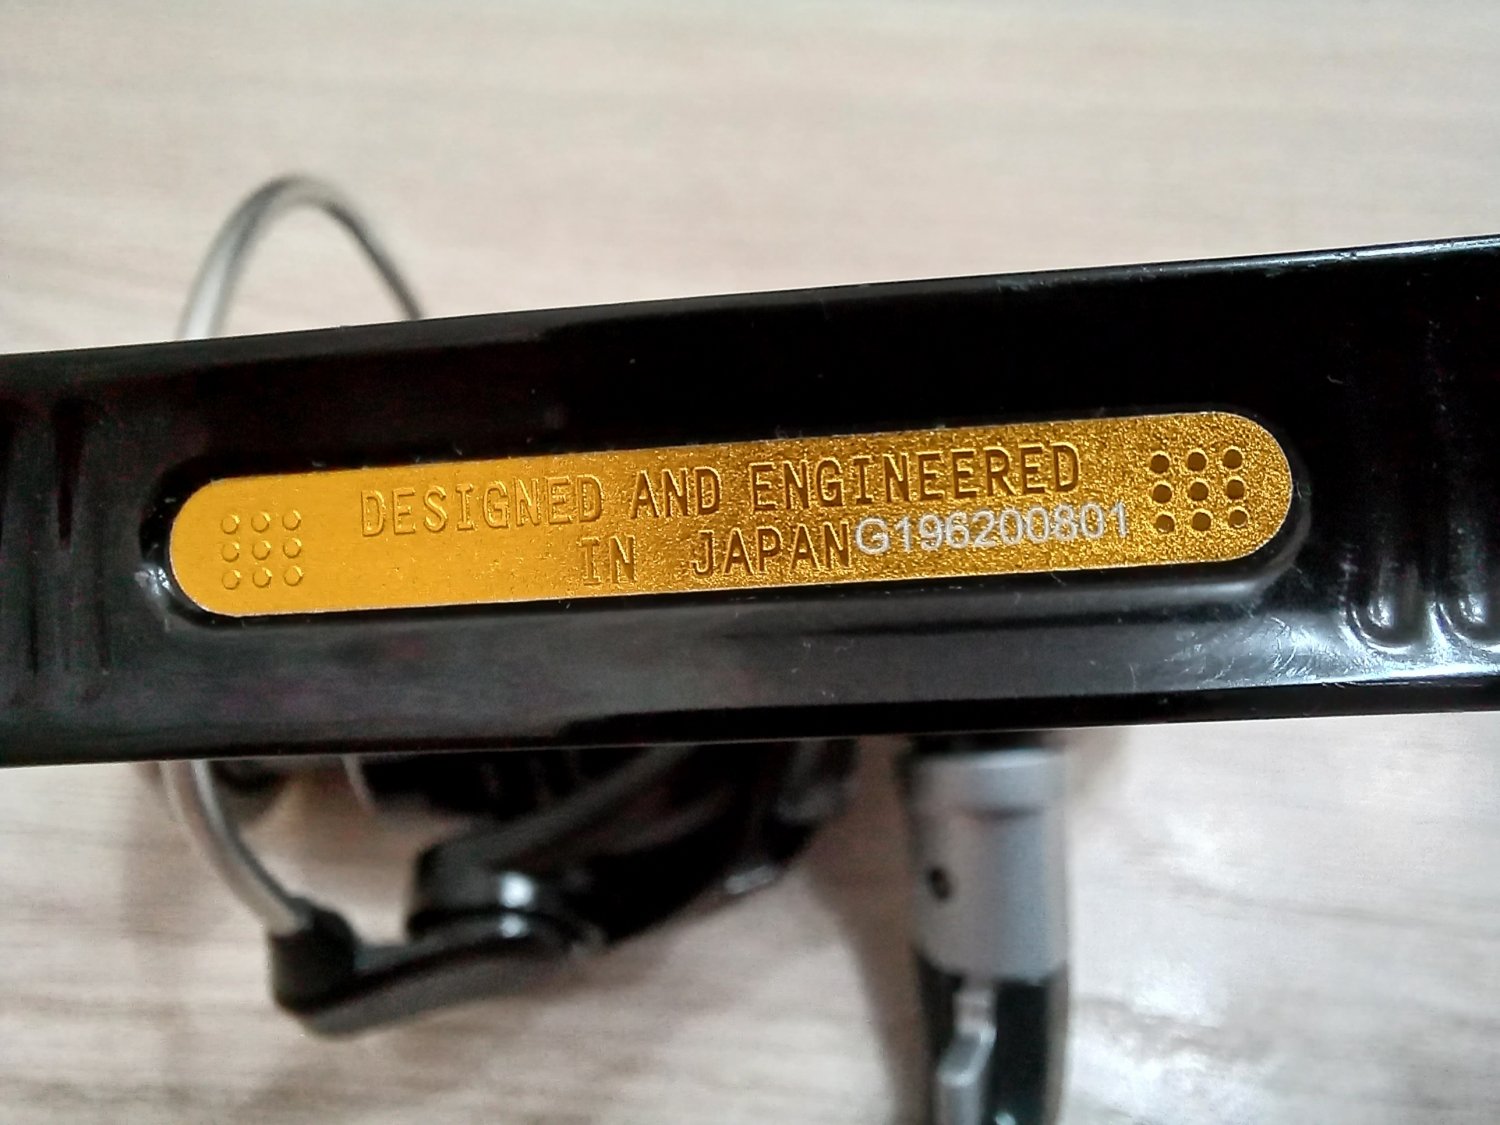 DESIGNED AND ENGINEERED
IN JAPAN G196200801